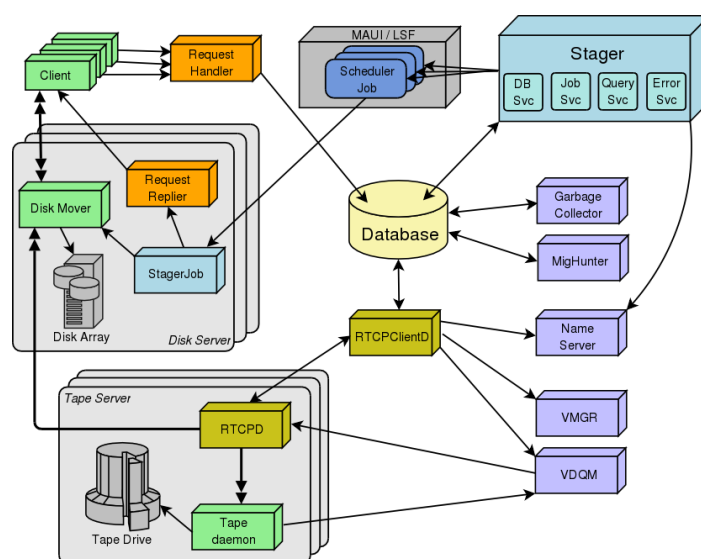 MAUI / LSF
Stager
Client
Request
Handler
Scheduler
Job
DB
Svc
Job
Svc
Query
Svc
Error
Svc
Request
Replier
Disk Mover
StagerJob
Disk Array
Disk Server
Database
Garbage
Collector
MigHunter
RTCPClientD
Name
Server
Tape Server
RTCPD
VMGR
VDQM
Tape
daemon
Tape Drive